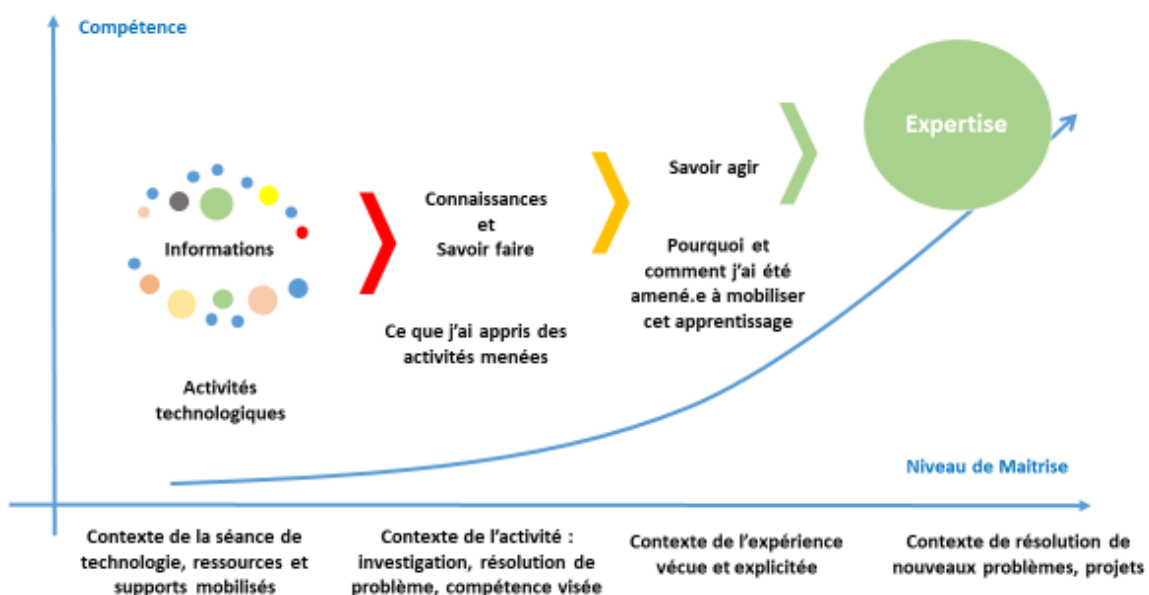 Compétence
Expertise
Savoir agir
Connaissances
et
Savoir faire
Informations
Pourquoi et
comment j'ai été
amené.e à mobiliser
cet apprentissage
Ce que j'ai appris des
activités menées
Activités
technologiques
Niveau de Maitrise
Contexte de la séance de
technologie, ressources et
supports mobilisés
Contexte de l'activité :
investigation, résolution de
problème, compétence visée
Contexte de l'expérience
vécue et explicitée
Contexte de résolution de
nouveaux problèmes, projets